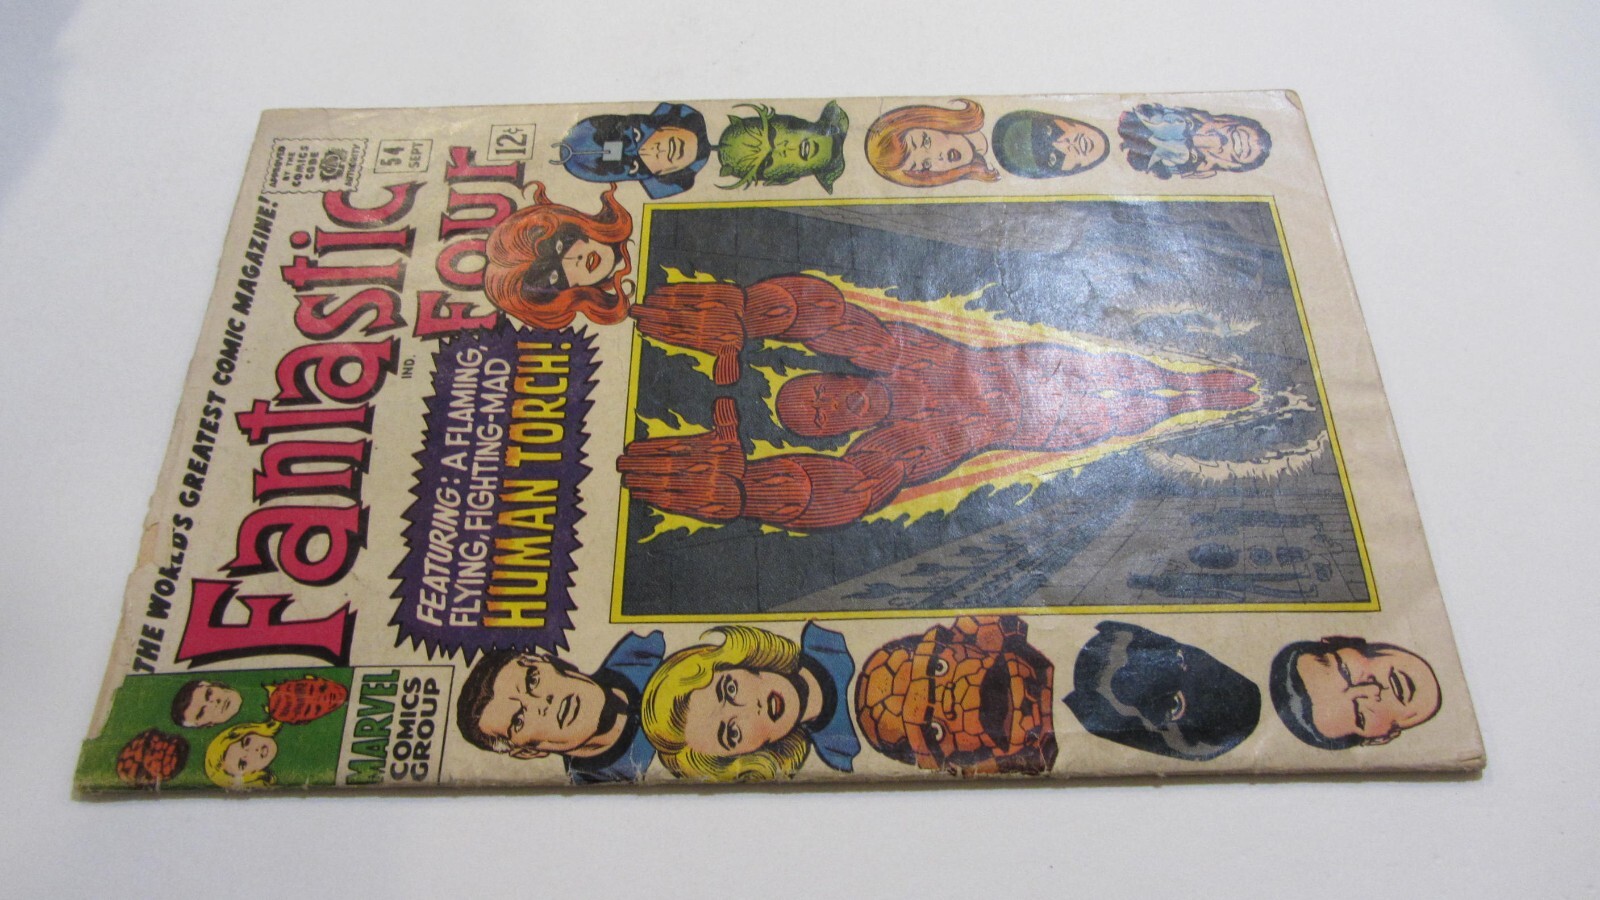 THE WORLD'S GREATEST COMIC MAGAZINE!
APPROVED
BY THE
COMICS
CODE
AUTHORITY
MARVEL
COMICS
GROUP
Fantastic
Four
IND.
54
SEPT
12¢
FEATURING: A FLAMING,
FLYING, FIGHTING-MAD
HUMAN TORCH!